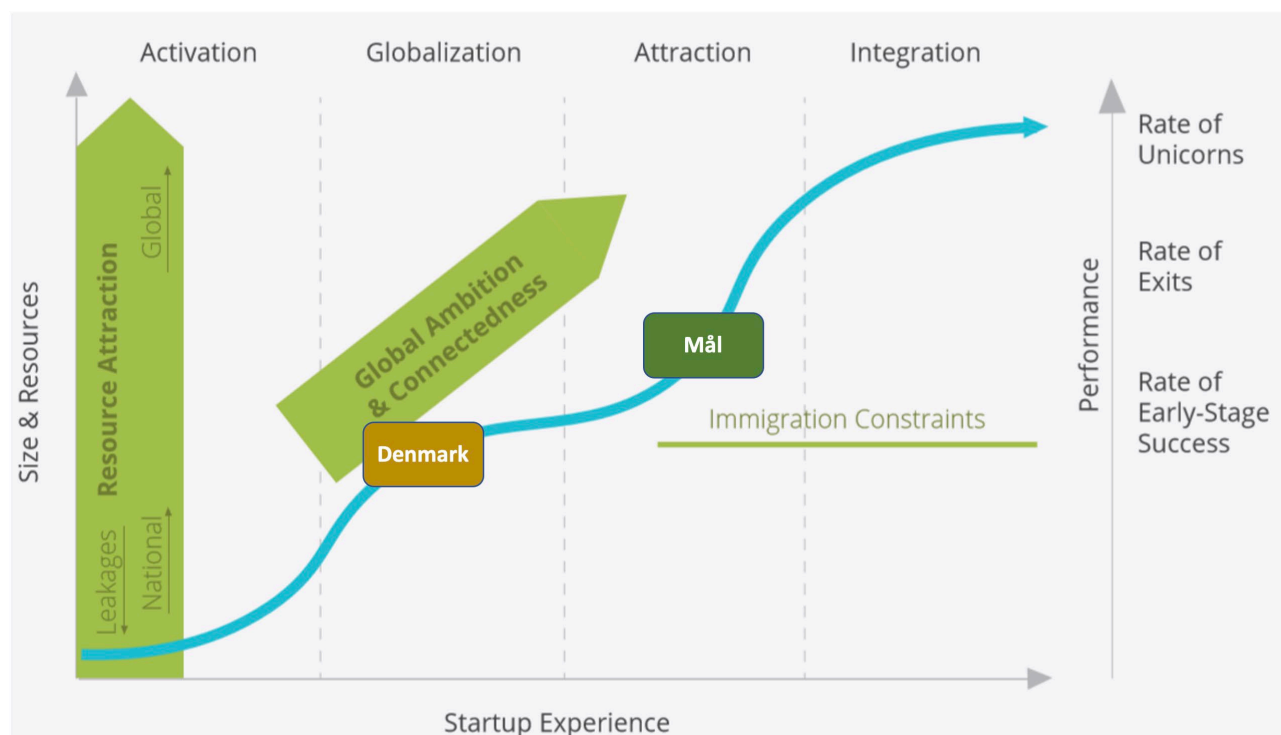 Activation
Globalization
Attraction
Integration
Size & Resources
Resource Attraction
Global
Leakages
National
Global Ambition
& Connectedness
Denmark
Mål
Immigration Constraints
Performance
Rate of
Unicorns
Rate of
Exits
Rate of
Early-Stage
Success
Startup Experience